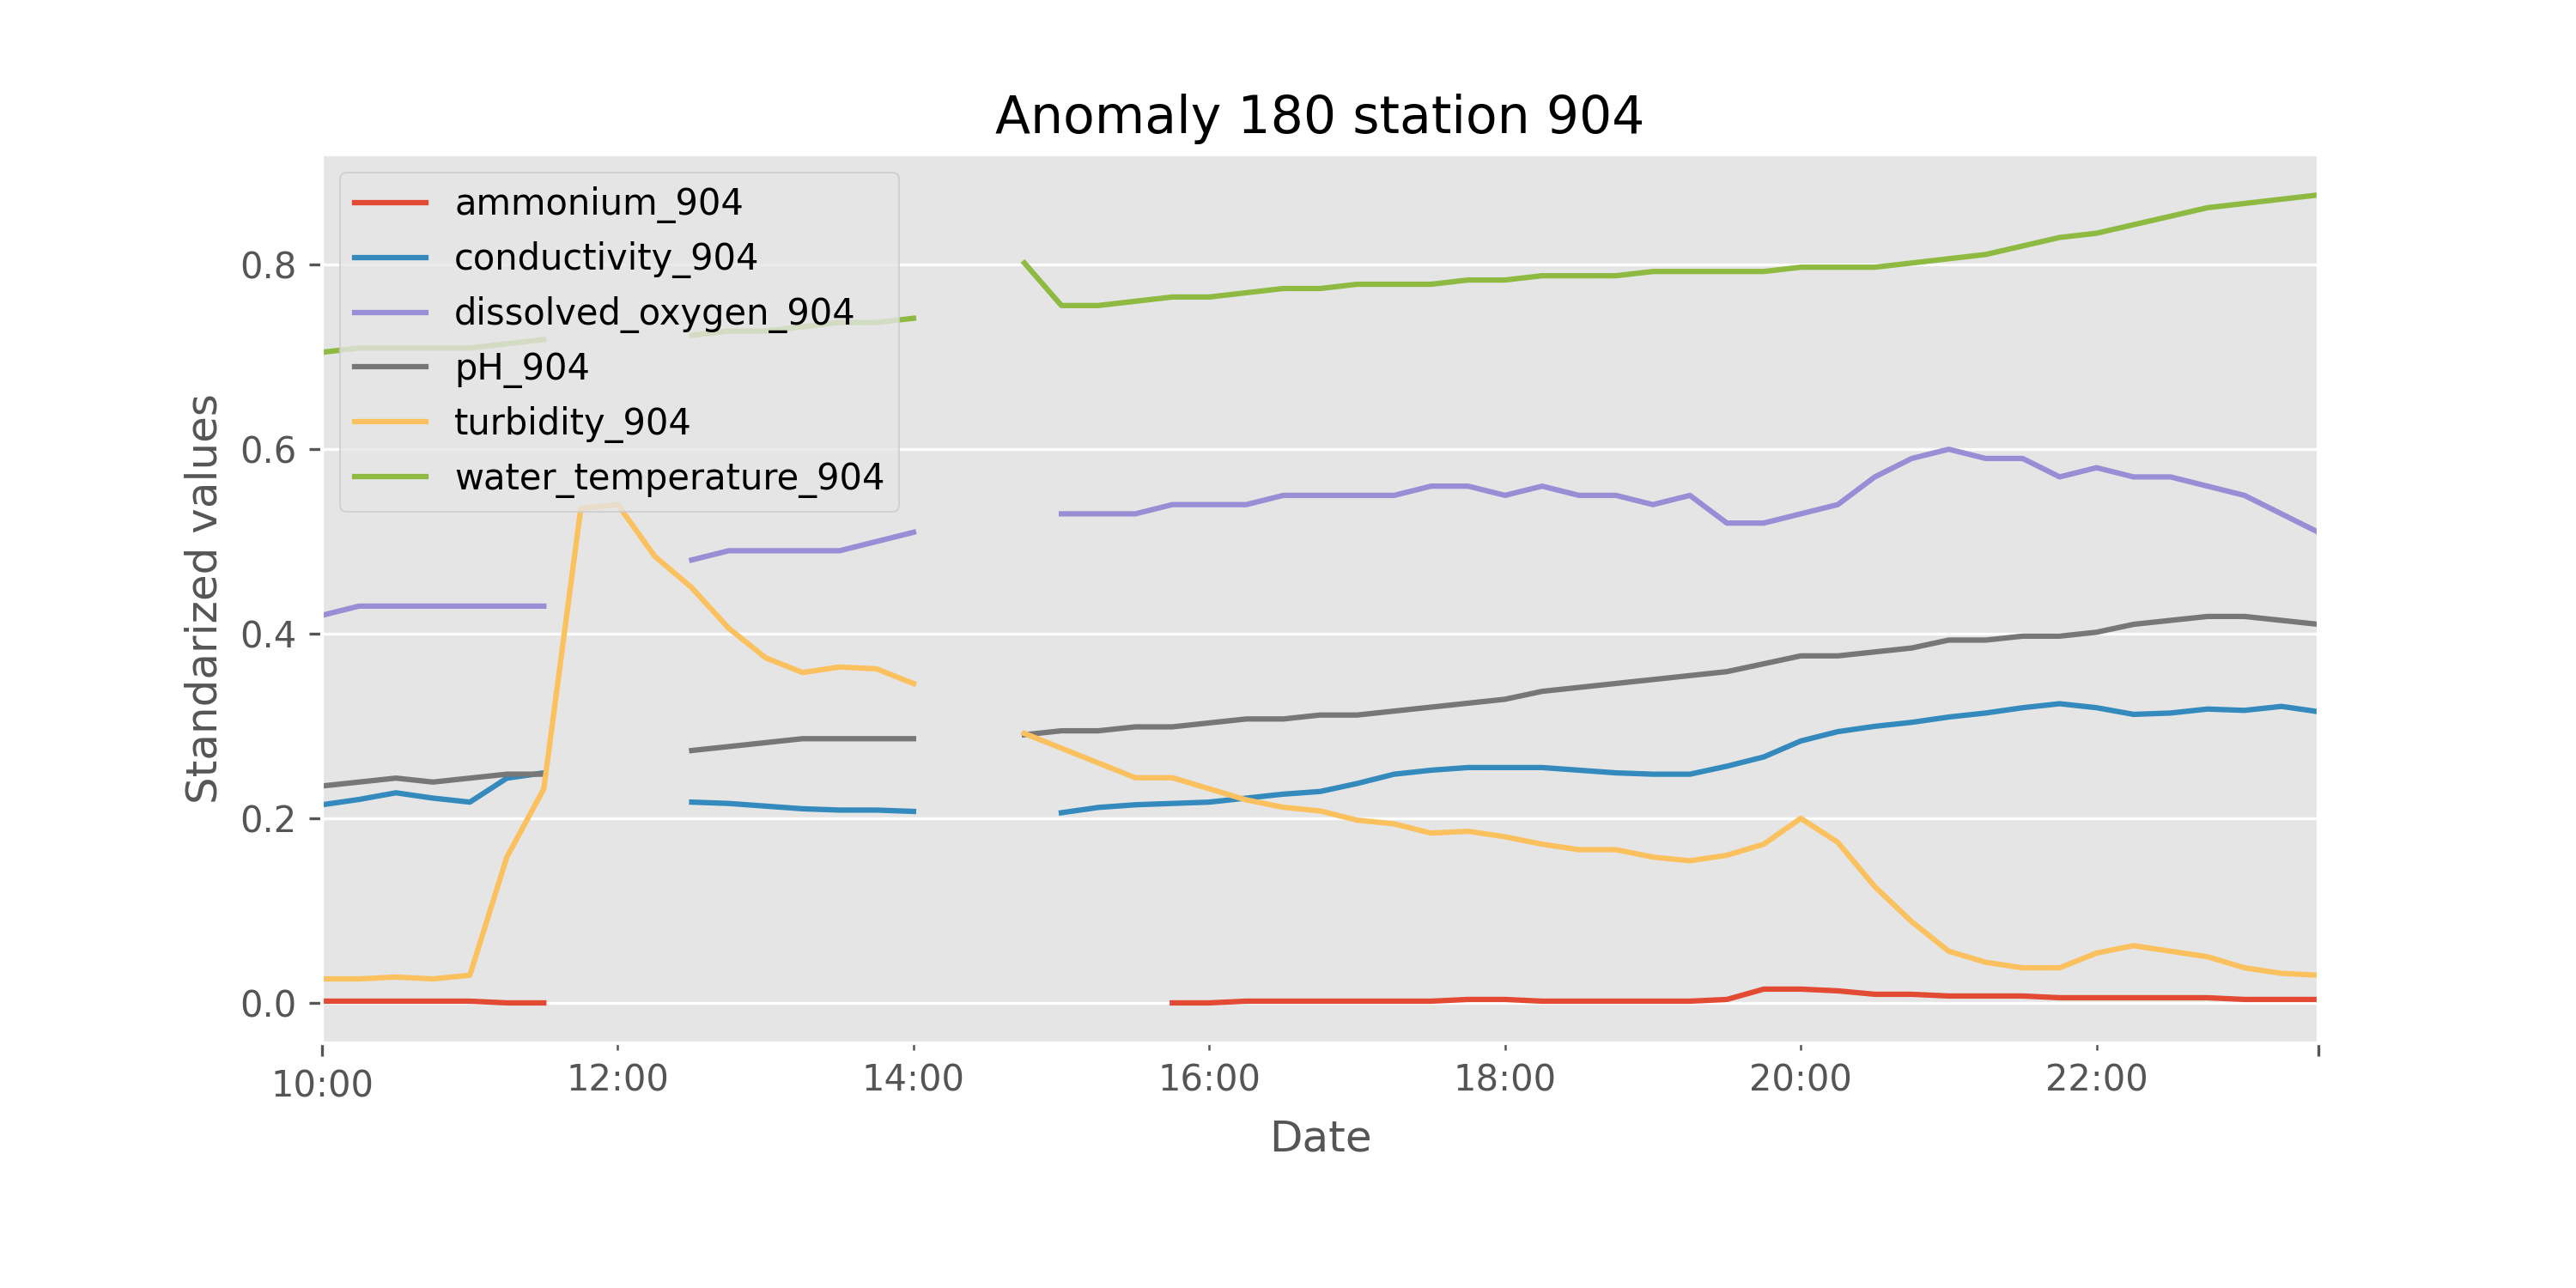 Anomaly 180 station 904
ammonium_904
conductivity_904
dissolved_oxygen_904
pH_904
turbidity_904
water_temperature_904
Standarized values
0.8
0.6
0.4
0.2
0.0
10:00 12:00 14:00 16:00 18:00 20:00 22:00
Date